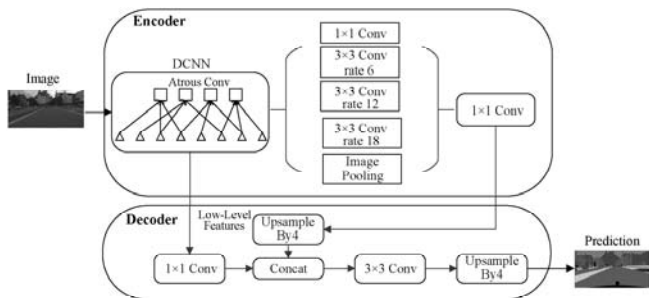 Encoder
DCNN
Image
Atrous Conv
1×1 Conv
3×3 Conv
rate 6
3×3 Conv
rate 12
3×3 Conv
rate 18
Image
Pooling
1×1 Conv
Decoder
Low-Level
Features
Upsample
By4
1×1 Conv
Concat
3×3 Conv
Upsample
By4
Prediction